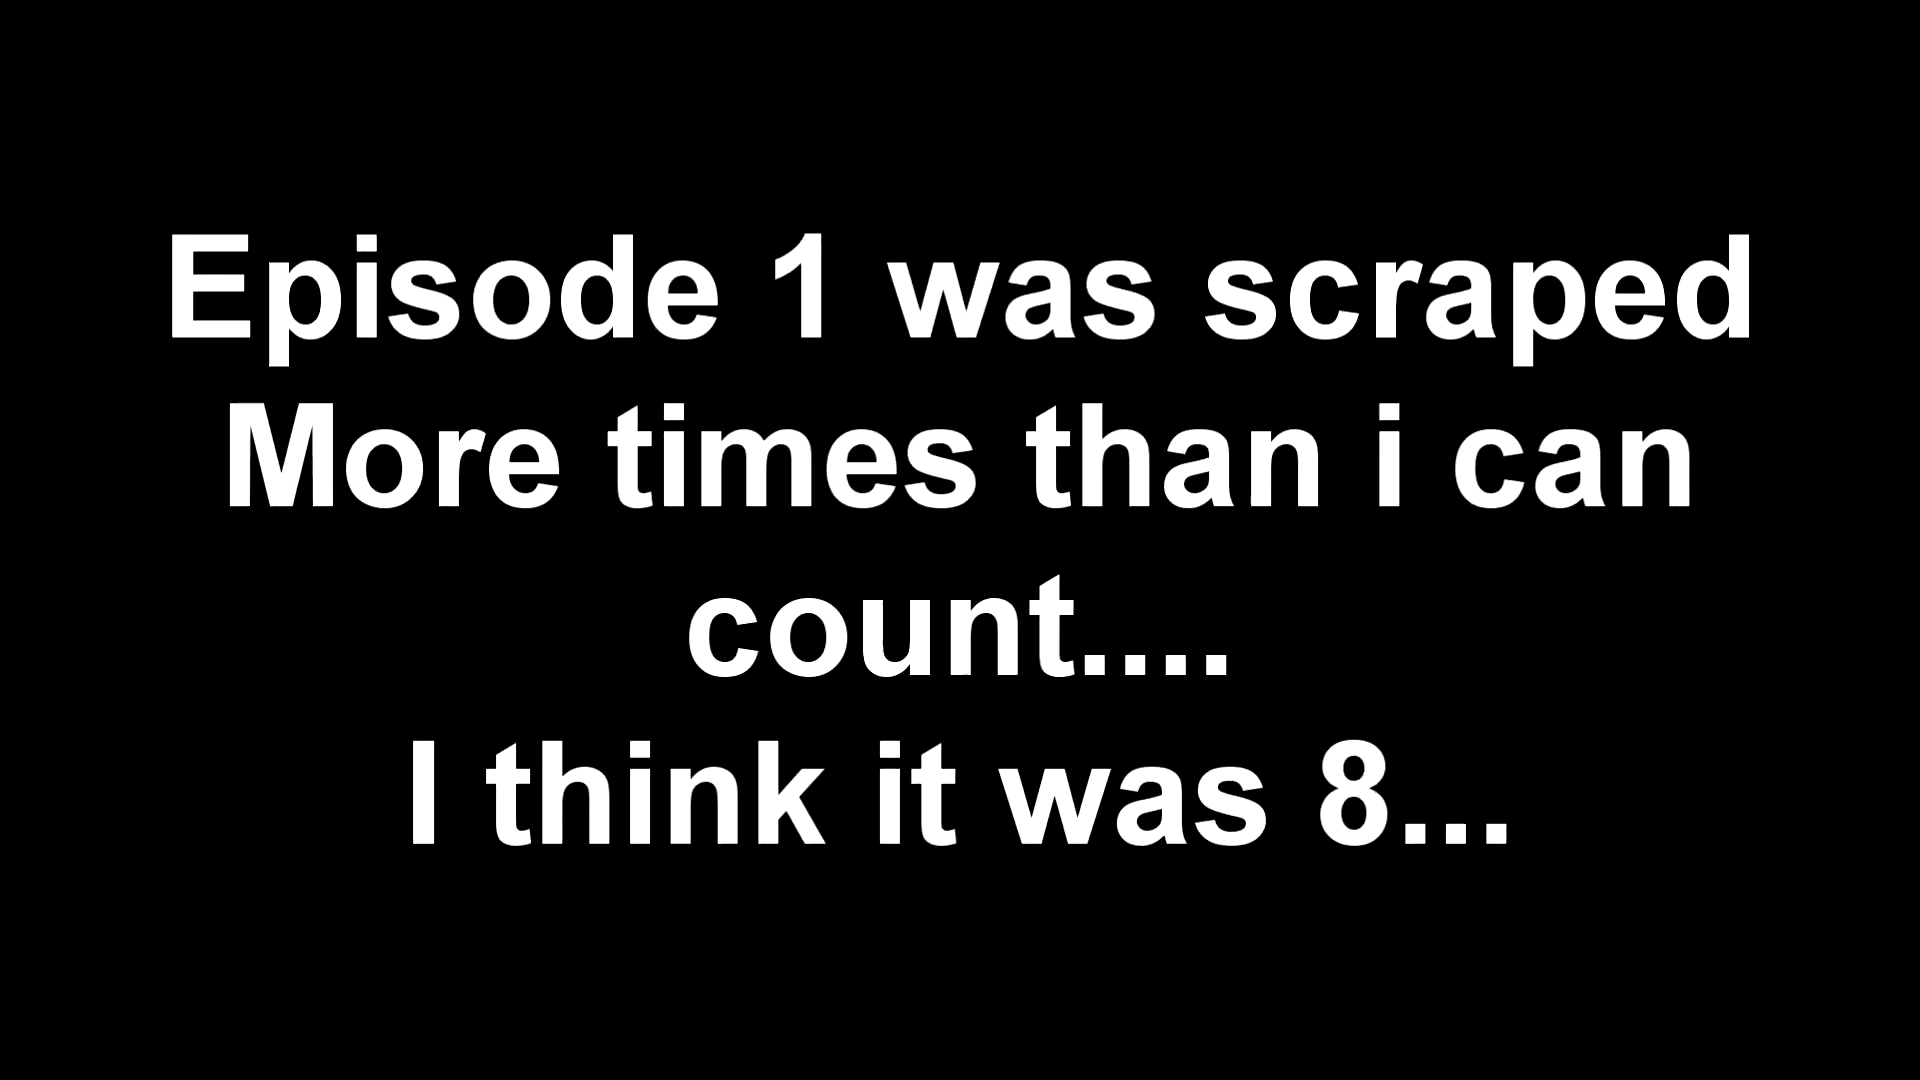 Episode 1 was scraped
More times than i can
count....
I think it was 8...